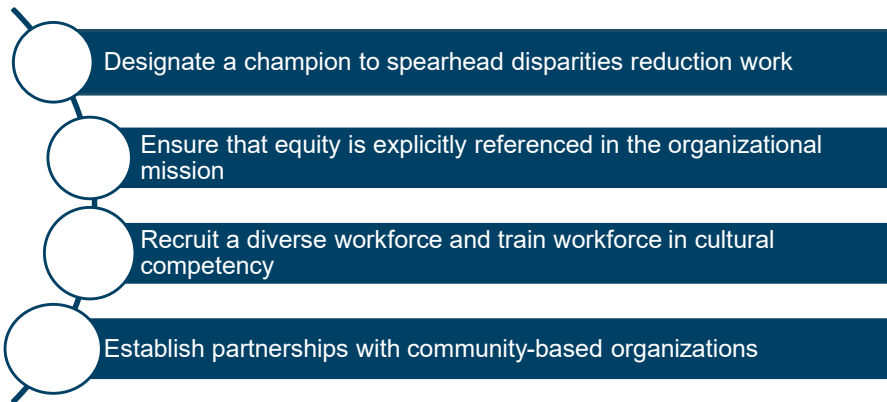 Designate a champion to spearhead disparities reduction work
Ensure that equity is explicitly referenced in the organizational
mission
Recruit a diverse workforce and train workforce in cultural
competency
Establish partnerships with community-based organizations